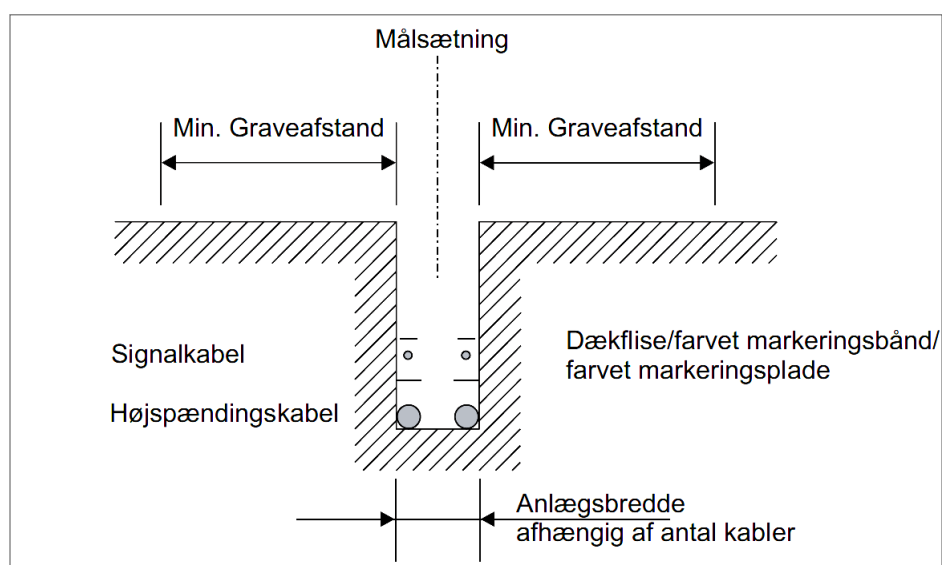 Målsætning
Min. Graveafstand
Min. Graveafstand
Signalkabel
Dækflise/farvet markeringsbånd/
farvet markeringsplade
Højspændingskabel
Anlægsbredde
afhængig af antal kabler